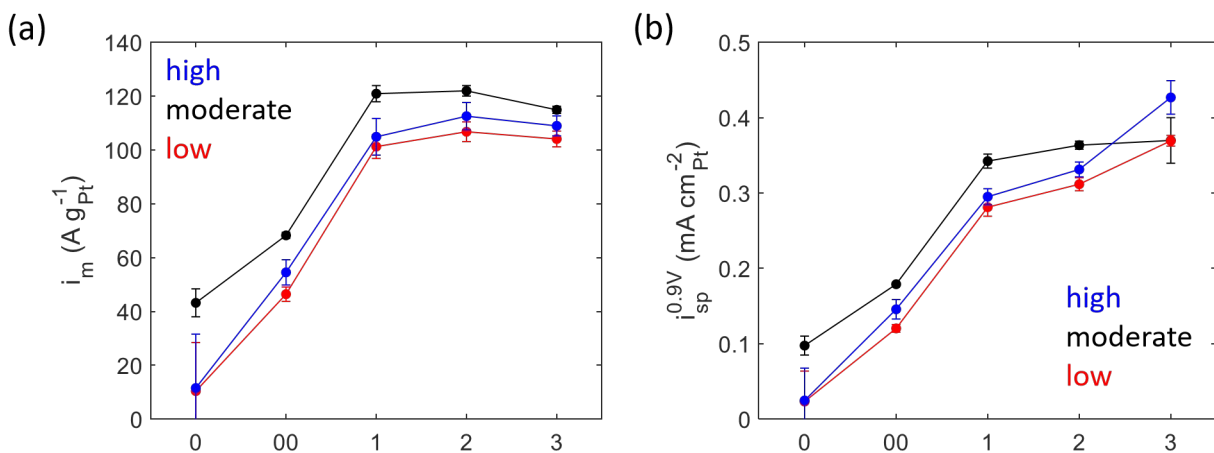 (a)
140
120
100
80
60
40
20
0
i_m (A g_Pt^-1)
high
moderate
low
0 00 1 2 3
(b)
0.5
0.4
0.3
0.2
0.1
0
i_sp^0.9V (mA cm_Pt^-2)
high
moderate
low
0 00 1 2 3